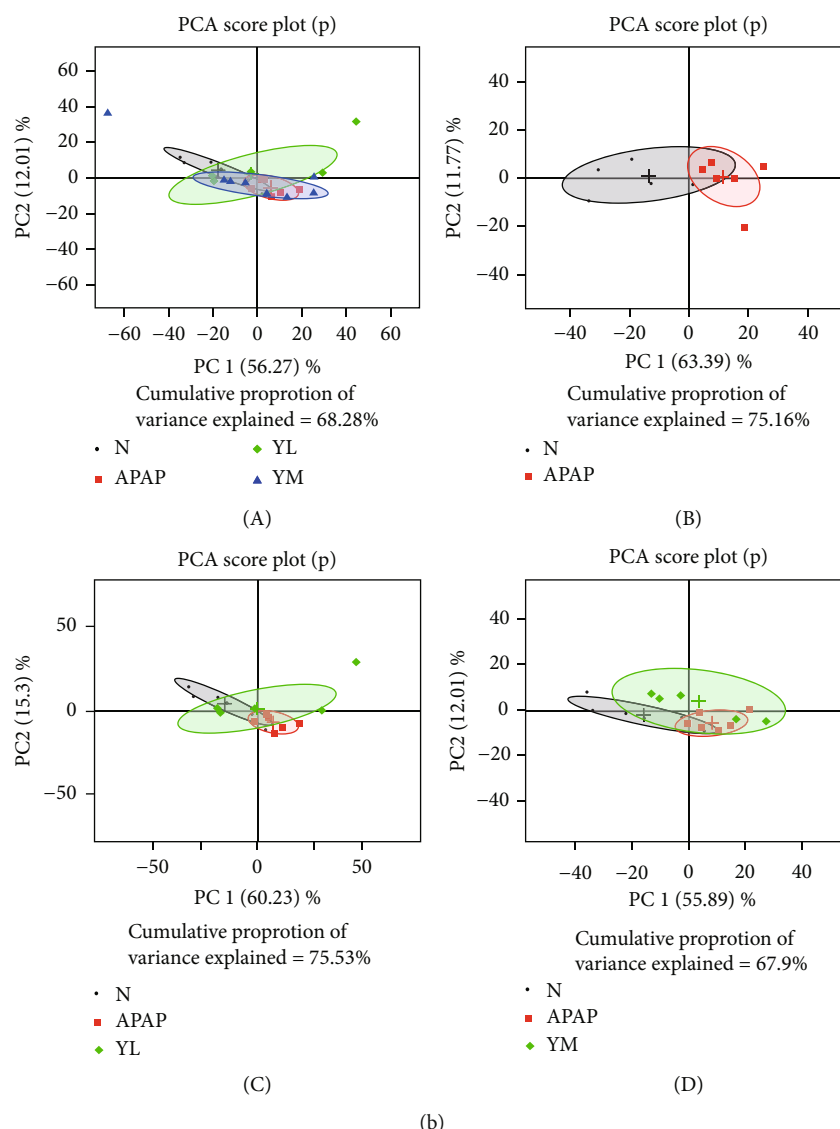 PCA score plot (p)
60
40
20
0
−20
−40
−60
PC2 (12.01) %
−60 −40 −20 0 20 40 60
PC 1 (56.27) %
Cumulative proprotion of
variance explained = 68.28%
N
APAP
YL
YM
(A)
PCA score plot (p)
40
20
0
−20
−40
PC2 (11.77) %
−40 −20 0 20 40
PC 1 (63.39) %
Cumulative proprotion of
variance explained = 75.16%
N
APAP
(B)
PCA score plot (p)
50
0
−50
PC2 (15.3) %
−50 0 50
PC 1 (60.23) %
Cumulative proprotion of
variance explained = 75.53%
N
APAP
YL
(C)
PCA score plot (p)
40
20
0
−20
−40
PC2 (12.01) %
−40 −20 0 20 40
PC 1 (55.89) %
Cumulative proprotion of
variance explained = 67.9%
N
APAP
YM
(D)
(b)